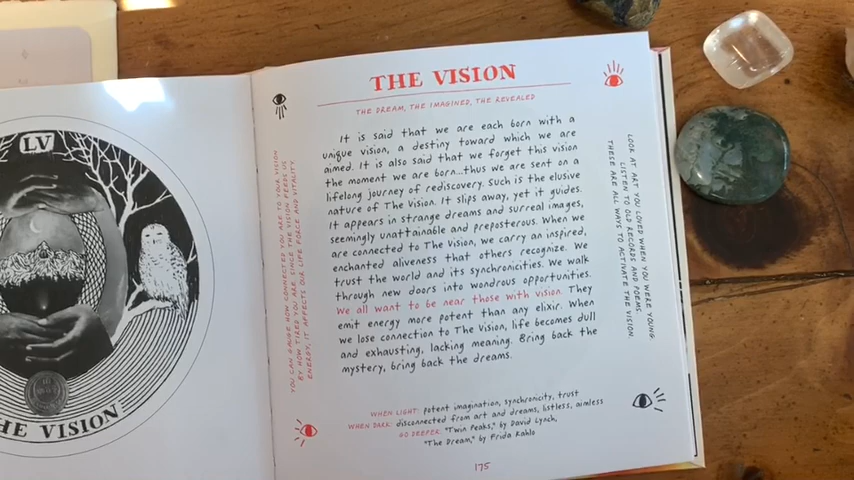 LV
THE VISION
THE VISION
THE DREAM, THE IMAGINED, THE REVEALED
It is said that we are each born with a
unique vision, a destiny toward which we are
aimed. It is also said that we forget this vision
the moment we are born...thus we are sent on a
lifelong journey of rediscovery. Such is the elusive
nature of The Vision. It slips away, yet it guides.
It appears in strange dreams and surreal images,
seemingly unattainable and preposterous. When we
are connected to The Vision, we carry an inspired,
enchanted aliveness that others recognize. We
trust the world and its synchronicities. We walk
through new doors into wondrous opportunities.
We all want to be near those with vision. They
emit energy more potent than any elixir. When
we lose connection to The Vision, life becomes dull
and exhausting, lacking meaning. Bring back the
mystery, bring back the dreams.
YOU CAN GAUGE HOW CONNECTED YOU ARE TO YOUR VISION
BY HOW TIRED YOU ARE. SINCE THE VISION FEEDS US
ENERGY, IT AFFECTS OUR LIFE FORCE AND VITALITY.
LOOK AT ART YOU LOVED WHEN YOU WERE YOUNG
LISTEN TO OLD RECORDS AND POEMS.
THESE ARE ALL WAYS TO ACTIVATE THE VISION.
WHEN LIGHT: potent imagination, synchronicity, trust
WHEN DARK: disconnected from art and dreams, listless, aimless
GO DEEPER: "Twin Peaks," by David Lynch,
"The Dream," by Frida Kahlo
175